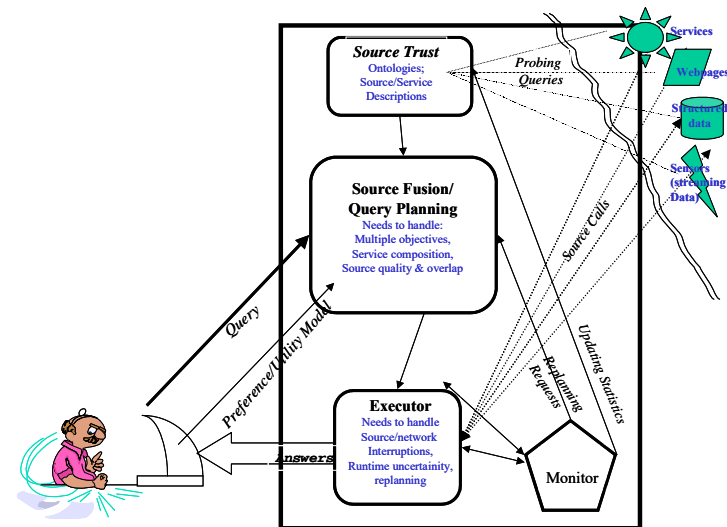 Source Trust
Ontologies;
Source/Service
Descriptions
Probing
Queries
Services
Webpages
Structured
data
Sensors
(streaming
Data)
Source Fusion/
Query Planning
Needs to handle:
Multiple objectives,
Service composition,
Source quality & overlap
Source Calls
Query
Preference/Utility Model
Replanning
Requests
Updating Statistics
Executor
Needs to handle
Source/network
Interruptions,
Runtime uncertainity,
replanning
Answers
Monitor